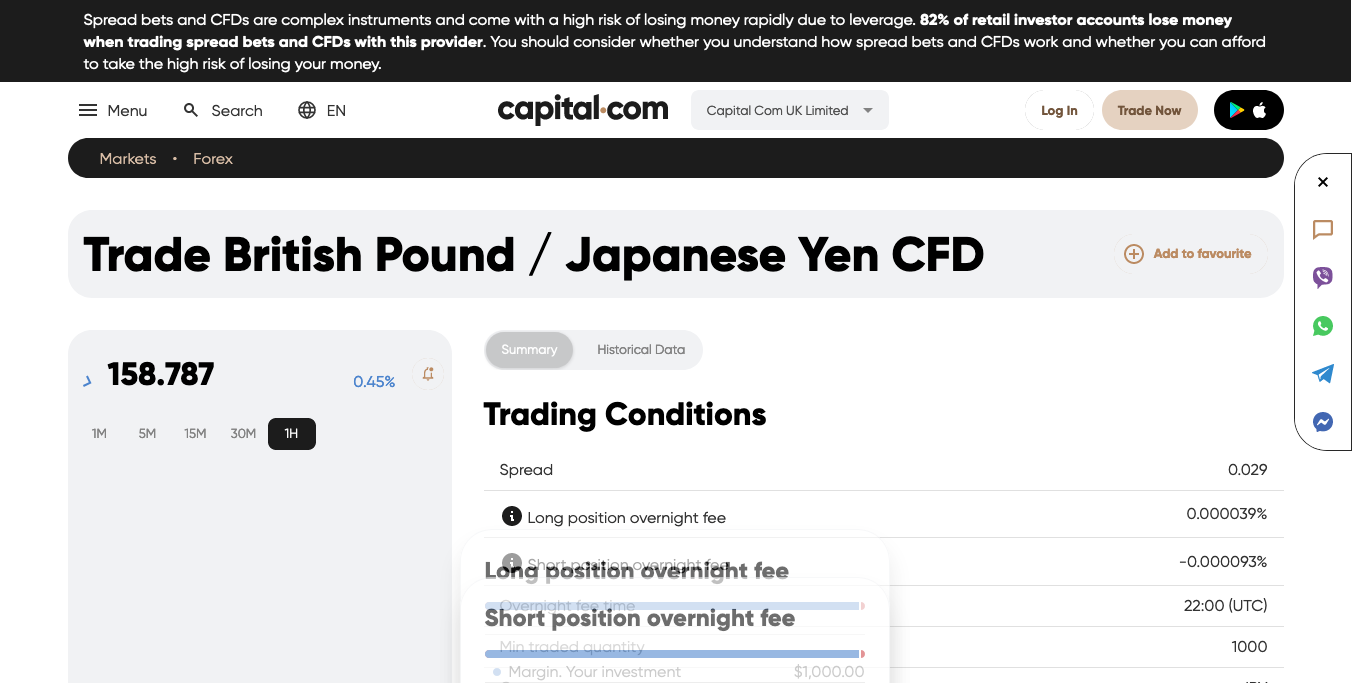 Spread bets and CFDs are complex instruments and come with a high risk of losing money rapidly due to leverage. 82% of retail investor accounts lose money
when trading spread bets and CFDs with this provider. You should consider whether you understand how spread bets and CFDs work and whether you can afford
to take the high risk of losing your money.
Menu Search EN capital.com Capital Com UK Limited Log In Trade Now
Markets • Forex
Trade British Pound / Japanese Yen CFD Add to favourite
158.787 0.45%
1M 5M 15M 30M 1H
Summary Historical Data
Trading Conditions
Spread 0.029
Long position overnight fee 0.000039%
Short position overnight fee -0.000093%
Long position overnight fee
Overnight fee time 22:00 (UTC)
Short position overnight fee
Min traded quantity 1000
Margin. Your investment $1,000.00